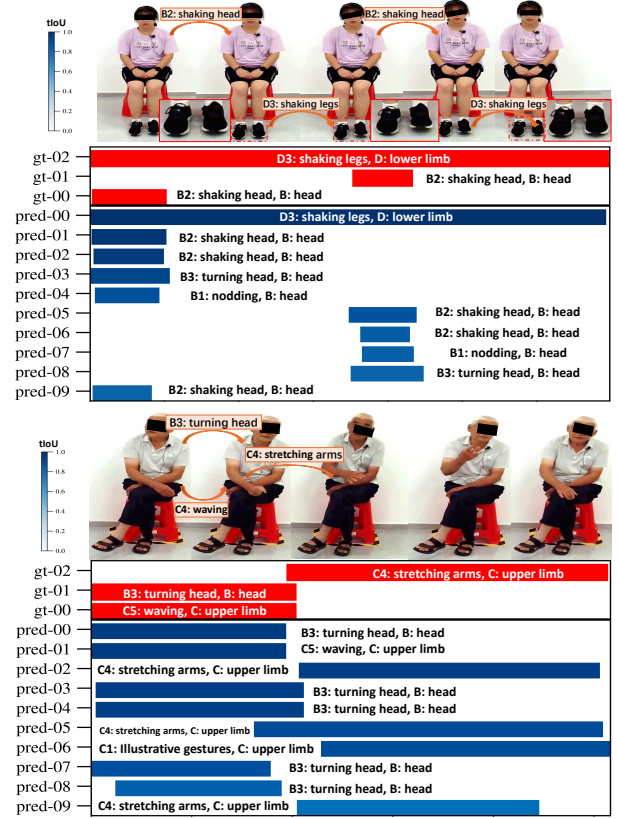 B2: shaking head
B2: shaking head
tIoU
1.0
0.8
0.6
0.4
0.2
0.0
D3: shaking legs
D3: shaking legs
gt-02
D3: shaking legs, D: lower limb
gt-01
B2: shaking head, B: head
gt-00
B2: shaking head, B: head
pred-00
D3: shaking legs, D: lower limb
pred-01
B2: shaking head, B: head
pred-02
B2: shaking head, B: head
pred-03
B3: turning head, B: head
pred-04
B1: nodding, B: head
pred-05
B2: shaking head, B: head
pred-06
B2: shaking head, B: head
pred-07
B1: nodding, B: head
pred-08
B3: turning head, B: head
pred-09
B2: shaking head, B: head
B3: turning head
tIoU
1.0
0.8
0.6
0.4
0.2
0.0
C4: stretching arms
C4: waving
gt-02
C4: stretching arms, C: upper limb
gt-01
B3: turning head, B: head
gt-00
C5: waving, C: upper limb
pred-00
B3: turning head, B: head
pred-01
C5: waving, C: upper limb
pred-02
C4: stretching arms, C: upper limb
pred-03
B3: turning head, B: head
pred-04
B3: turning head, B: head
pred-05
C4: stretching arms, C: upper limb
pred-06
C1: Illustrative gestures, C: upper limb
pred-07
B3: turning head, B: head
pred-08
B3: turning head, B: head
pred-09
C4: stretching arms, C: upper limb